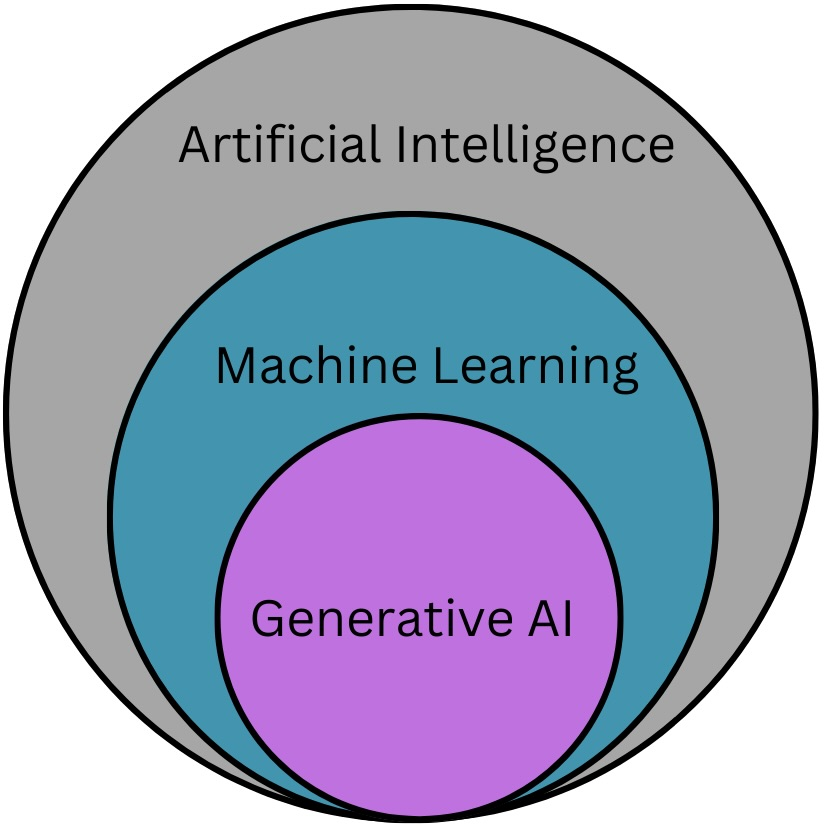 Artificial Intelligence
Machine Learning
Generative AI